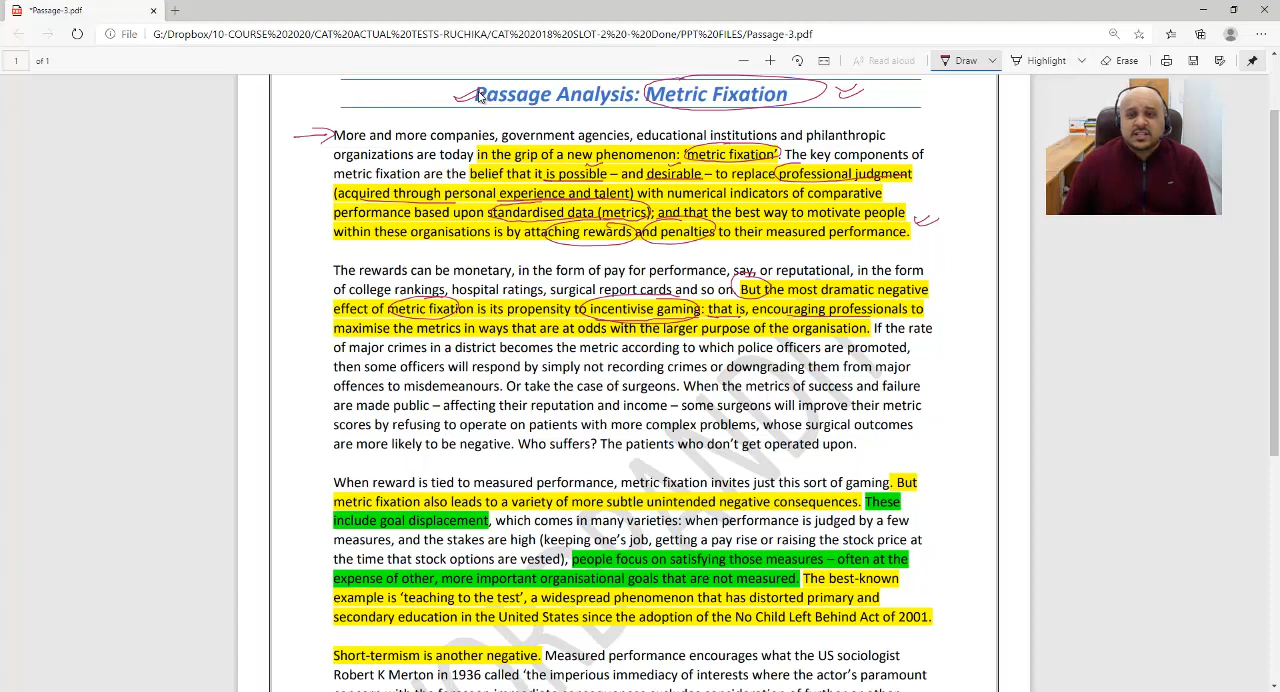 *Passage-3.pdf
File
G:/Dropbox/10-COURSE%202020/CAT%20ACTUAL%20TESTS-RUCHIKA/CAT%202018%20SLOT-2%20-%20Done/PPT%20FILES/Passage-3.pdf
1 of 1
Read aloud
Draw
Highlight
Erase
Passage Analysis: Metric Fixation
More and more companies, government agencies, educational institutions and philanthropic
organizations are today in the grip of a new phenomenon: ‘metric fixation’. The key components of
metric fixation are the belief that it is possible – and desirable – to replace professional judgment
(acquired through personal experience and talent) with numerical indicators of comparative
performance based upon standardised data (metrics); and that the best way to motivate people
within these organisations is by attaching rewards and penalties to their measured performance.
The rewards can be monetary, in the form of pay for performance, say, or reputational, in the form
of college rankings, hospital ratings, surgical report cards and so on. But the most dramatic negative
effect of metric fixation is its propensity to incentivise gaming: that is, encouraging professionals to
maximise the metrics in ways that are at odds with the larger purpose of the organisation. If the rate
of major crimes in a district becomes the metric according to which police officers are promoted,
then some officers will respond by simply not recording crimes or downgrading them from major
offences to misdemeanours. Or take the case of surgeons. When the metrics of success and failure
are made public – affecting their reputation and income – some surgeons will improve their metric
scores by refusing to operate on patients with more complex problems, whose surgical outcomes
are more likely to be negative. Who suffers? The patients who don’t get operated upon.
When reward is tied to measured performance, metric fixation invites just this sort of gaming. But
metric fixation also leads to a variety of more subtle unintended negative consequences. These
include goal displacement, which comes in many varieties: when performance is judged by a few
measures, and the stakes are high (keeping one’s job, getting a pay rise or raising the stock price at
the time that stock options are vested), people focus on satisfying those measures – often at the
expense of other, more important organisational goals that are not measured. The best-known
example is ‘teaching to the test’, a widespread phenomenon that has distorted primary and
secondary education in the United States since the adoption of the No Child Left Behind Act of 2001.
Short-termism is another negative. Measured performance encourages what the US sociologist
Robert K Merton in 1936 called ‘the imperious immediacy of interests where the actor’s paramount